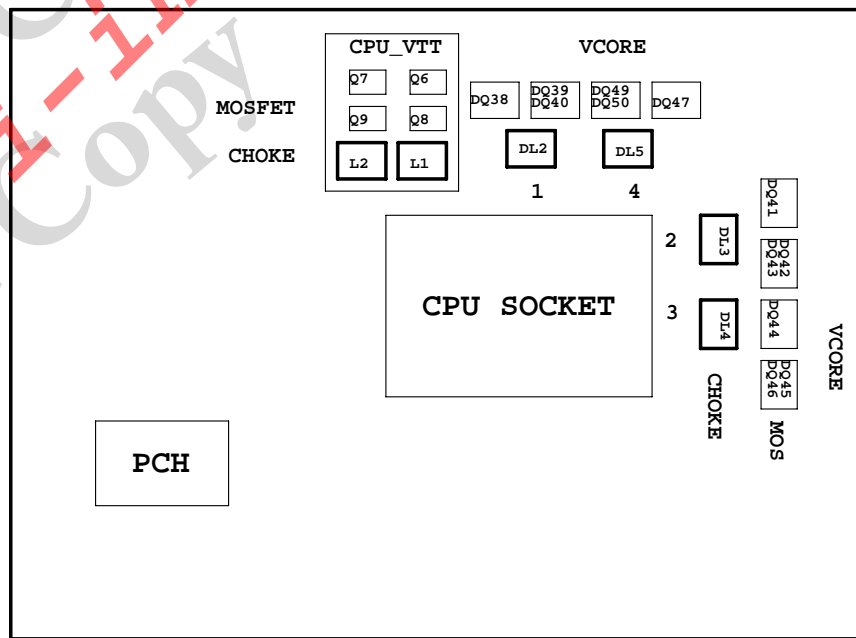 CPU_VTT
VCORE
Q7
Q6
DQ38
DQ39
DQ40
DQ49
DQ50
DQ47
MOSFET
Q9
Q8
CHOKE
L2
L1
DL2
DL5
1
4
DQ41
2
DL3
DQ42
DQ43
CPU SOCKET
3
DL4
DQ44
VCORE
CHOKE
DQ45
DQ46
MOS
PCH
Copy